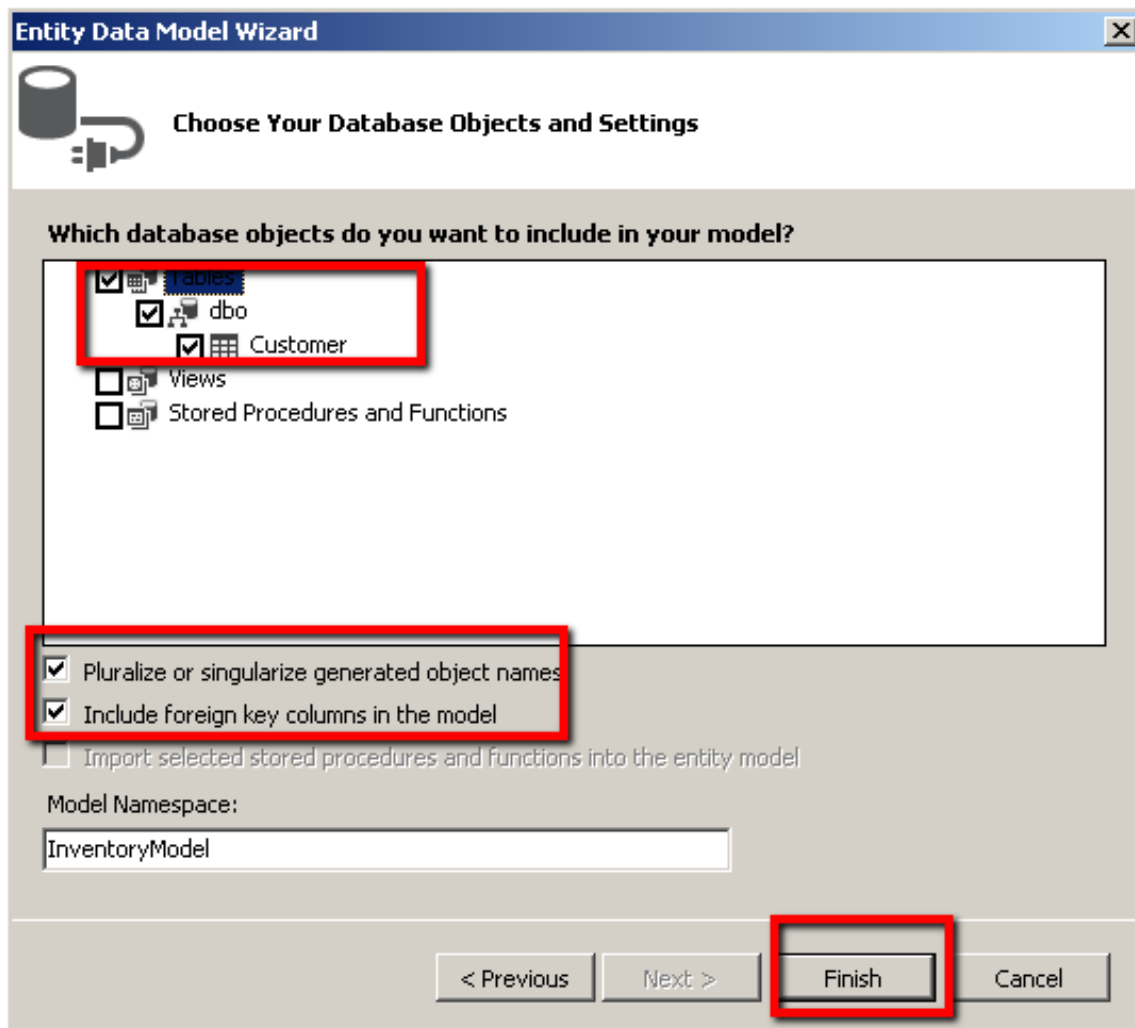 Entity Data Model Wizard
Choose Your Database Objects and Settings
Which database objects do you want to include in your model?
Tables
dbo
Customer
Views
Stored Procedures and Functions
Pluralize or singularize generated object names
Include foreign key columns in the model
Import selected stored procedures and functions into the entity model
Model Namespace:
InventoryModel
< Previous Next > Finish Cancel